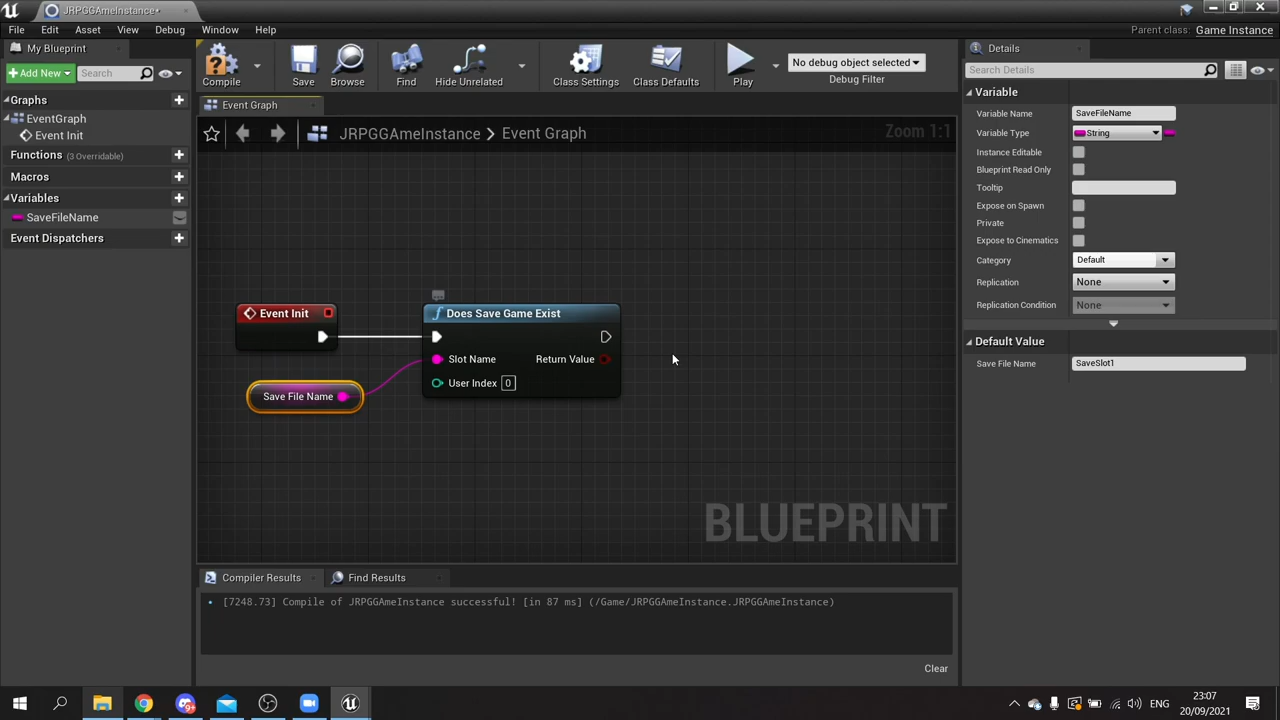 JRPGGAmeInstance*
File Edit Asset View Debug Window Help
Parent class: Game Instance
My Blueprint
Add New
Search
Graphs
EventGraph
Event Init
Functions (3 Overridable)
Macros
Variables
SaveFileName
Event Dispatchers
Compile
Save
Browse
Find
Hide Unrelated
Class Settings
Class Defaults
Play
No debug object selected
Debug Filter
Event Graph
JRPGGAmeInstance > Event Graph
Zoom 1:1
Event Init
Save File Name
Does Save Game Exist
Slot Name
Return Value
User Index 0
BLUEPRINT
Compiler Results
Find Results
[7248.73] Compile of JRPGGAmeInstance successful! [in 87 ms] (/Game/JRPGGAmeInstance.JRPGGAmeInstance)
Clear
Details
Search Details
Variable
Variable Name SaveFileName
Variable Type String
Instance Editable
Blueprint Read Only
Tooltip
Expose on Spawn
Private
Expose to Cinematics
Category Default
Replication None
Replication Condition None
Default Value
Save File Name SaveSlot1
ENG
23:07
20/09/2021